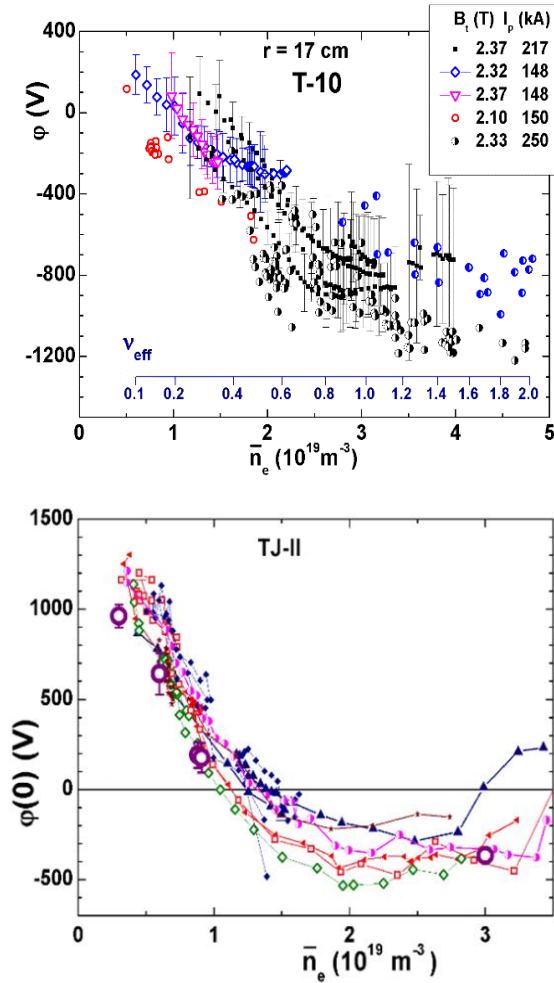 B_t (T) I_p (kA)
2.37 217
2.32 148
2.37 148
2.10 150
2.33 250
r = 17 cm
T-10
400
0
-400
-800
-1200
φ (V)
ν_eff
0.1 0.2 0.4 0.6 0.8 1.0 1.2 1.4 1.6 1.8 2.0
0 1 2 3 4 5
n̄_e (10^19 m^-3)
TJ-II
1500
1000
500
0
-500
φ(0) (V)
0 1 2 3
n̄_e (10^19 m^-3)